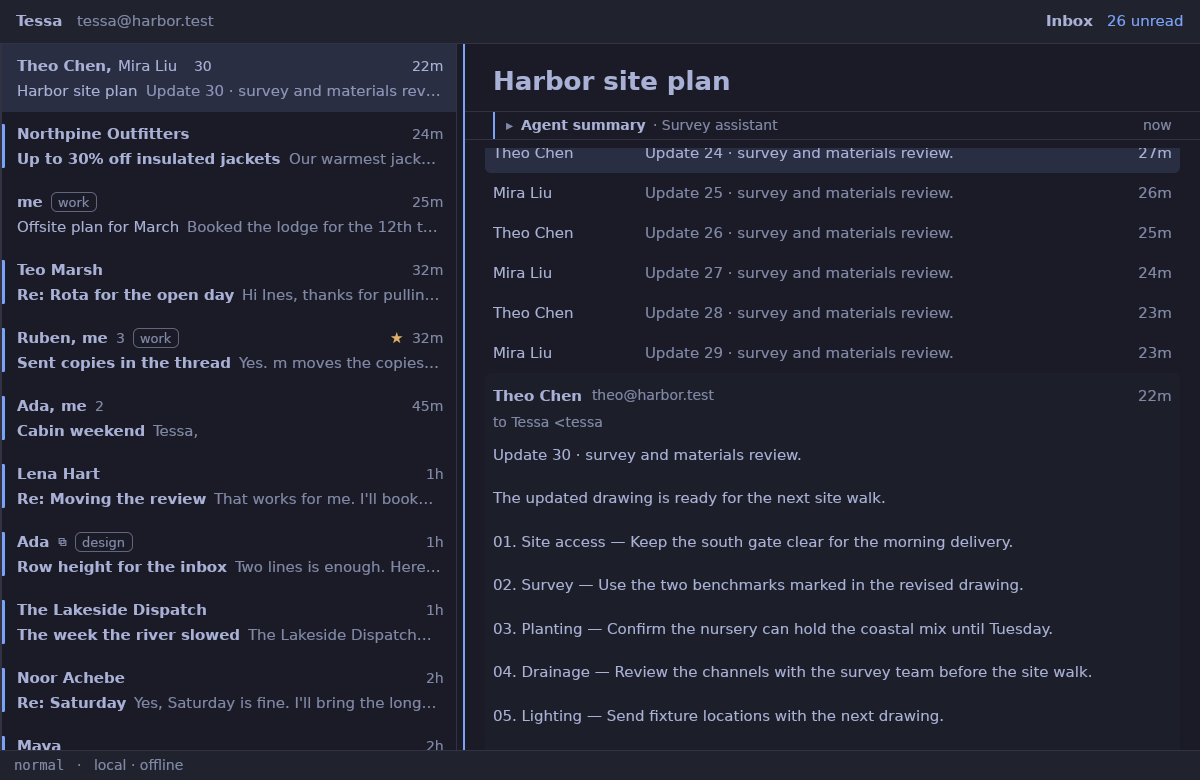 Tessa tessa@harbor.test
Inbox 26 unread
Theo Chen, Mira Liu 30 22m
Harbor site plan Update 30 · survey and materials rev…
Northpine Outfitters 24m
Up to 30% off insulated jackets Our warmest jack…
me work 25m
Offsite plan for March Booked the lodge for the 12th t…
Teo Marsh 32m
Re: Rota for the open day Hi Ines, thanks for pullin…
Ruben, me 3 work ★ 32m
Sent copies in the thread Yes. m moves the copies…
Ada, me 2 45m
Cabin weekend Tessa,
Lena Hart 1h
Re: Moving the review That works for me. I'll book…
Ada design 1h
Row height for the inbox Two lines is enough. Here…
The Lakeside Dispatch 1h
The week the river slowed The Lakeside Dispatch…
Noor Achebe 2h
Re: Saturday Yes, Saturday is fine. I'll bring the long…
Maya 2h
Harbor site plan
▸ Agent summary · Survey assistant now
Theo Chen Update 24 · survey and materials review. 27m
Mira Liu Update 25 · survey and materials review. 26m
Theo Chen Update 26 · survey and materials review. 25m
Mira Liu Update 27 · survey and materials review. 24m
Theo Chen Update 28 · survey and materials review. 23m
Mira Liu Update 29 · survey and materials review. 23m
Theo Chen theo@harbor.test 22m
to Tessa <tessa
Update 30 · survey and materials review.
The updated drawing is ready for the next site walk.
01. Site access — Keep the south gate clear for the morning delivery.
02. Survey — Use the two benchmarks marked in the revised drawing.
03. Planting — Confirm the nursery can hold the coastal mix until Tuesday.
04. Drainage — Review the channels with the survey team before the site walk.
05. Lighting — Send fixture locations with the next drawing.
normal · local · offline